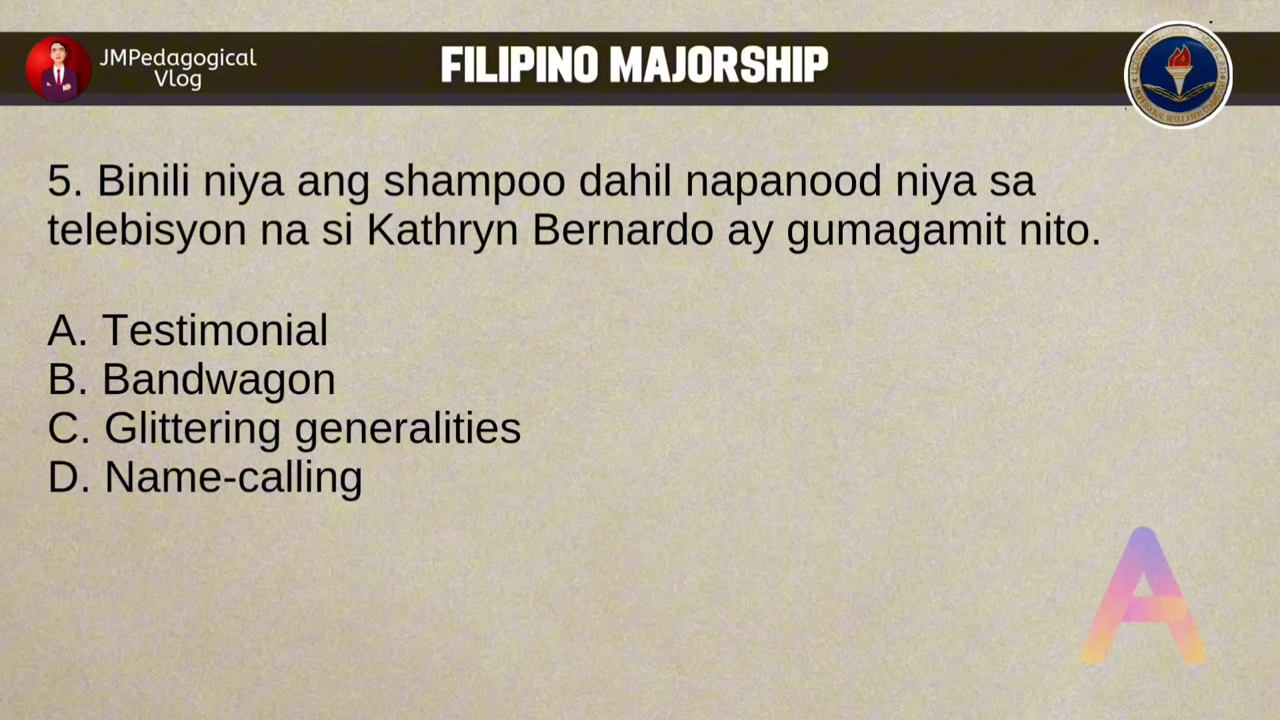 JMPedagogical
Vlog
FILIPINO MAJORSHIP
5. Binili niya ang shampoo dahil napanood niya sa
telebisyon na si Kathryn Bernardo ay gumagamit nito.
A. Testimonial
B. Bandwagon
C. Glittering generalities
D. Name-calling
A